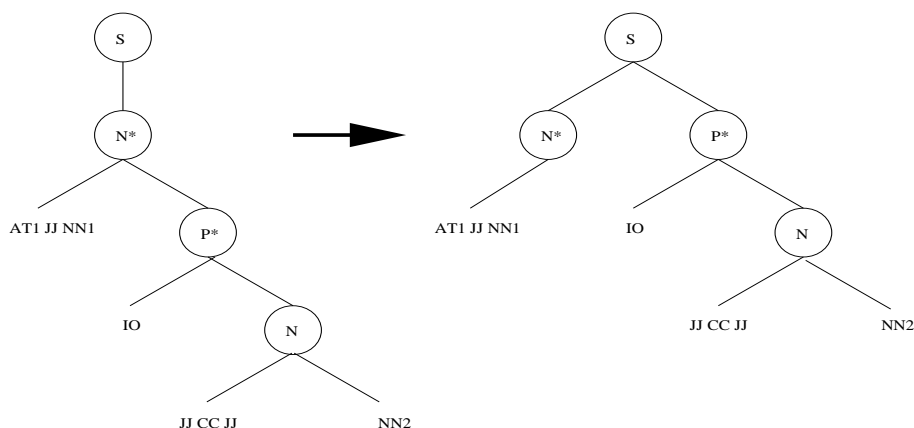 S
S
N*
N*
P*
AT1 JJ NN1
P*
AT1 JJ NN1
IO
N
IO
N
JJ CC JJ
NN2
JJ CC JJ
NN2